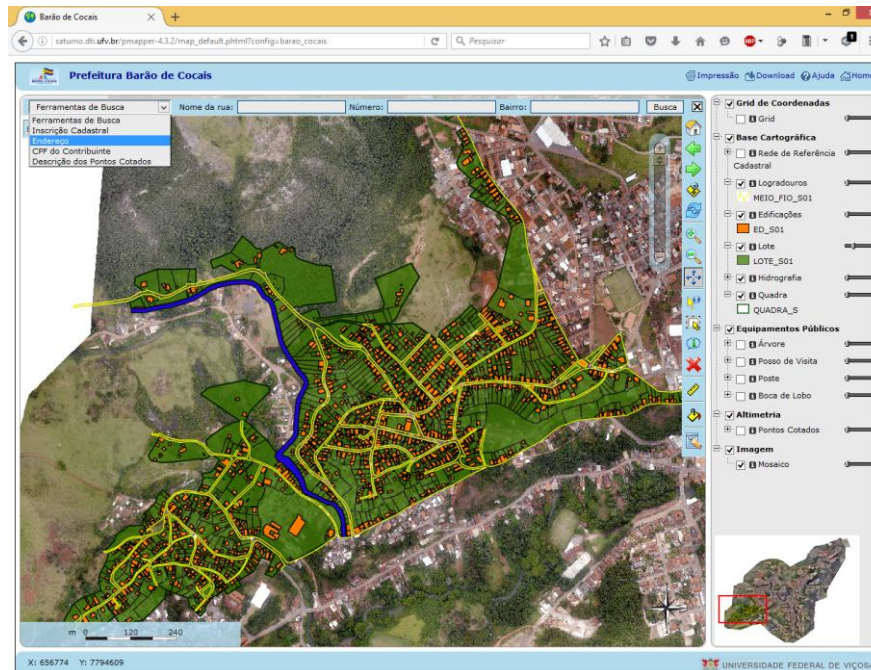 Barão de Cocais
saturno.dti.ufv.br/pmapper-4.3.2/map_default.phtml?config=barao_cocais
Pesquisar
Prefeitura Barão de Cocais
Impressão Download Ajuda Home
Ferramentas de Busca Nome da rua: Número: Bairro: Busca
Ferramentas de Busca
Inscrição Cadastral
Endereço
CPF do Contribuinte
Descrição dos Pontos Cotados
Grid de Coordenadas
Grid
Base Cartográfica
Rede de Referência
Cadastral
Logradouros
MEIO_FIO_S01
Edificações
ED_S01
Lote
LOTE_S01
Hidrografia
Quadra
QUADRA_S
Equipamentos Públicos
Árvore
Posso de Visita
Poste
Boca de Lobo
Altimetria
Pontos Cotados
Imagem
Mosaico
m 0 120 240
X: 656774 Y: 7794609
UNIVERSIDADE FEDERAL DE VIÇOSA